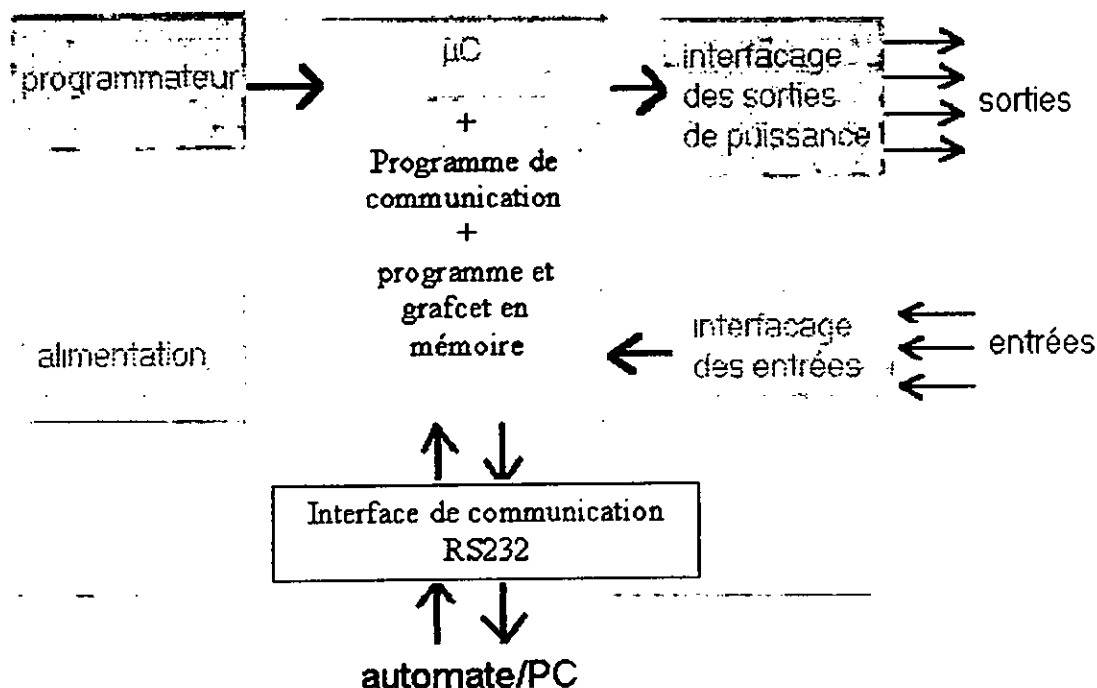 programmateur
µC
+
Programme de
communication
+
programme et
grafcet en
mémoire
interfaçage
des sorties
de puissance
sorties
alimentation
interfaçage
des entrées
entrées
Interface de communication
RS232
automate/PC